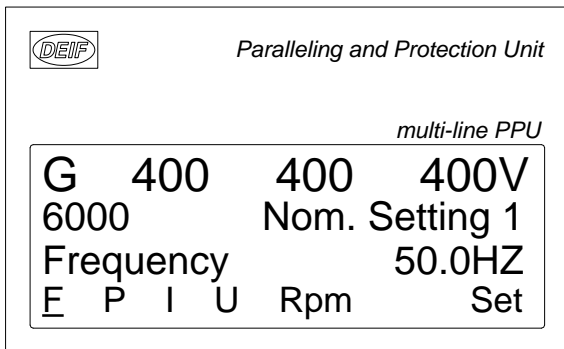 DEIF
Paralleling and Protection Unit
multi-line PPU
G 400 400 400V
6000 Nom. Setting 1
Frequency 50.0HZ
F P I U Rpm Set